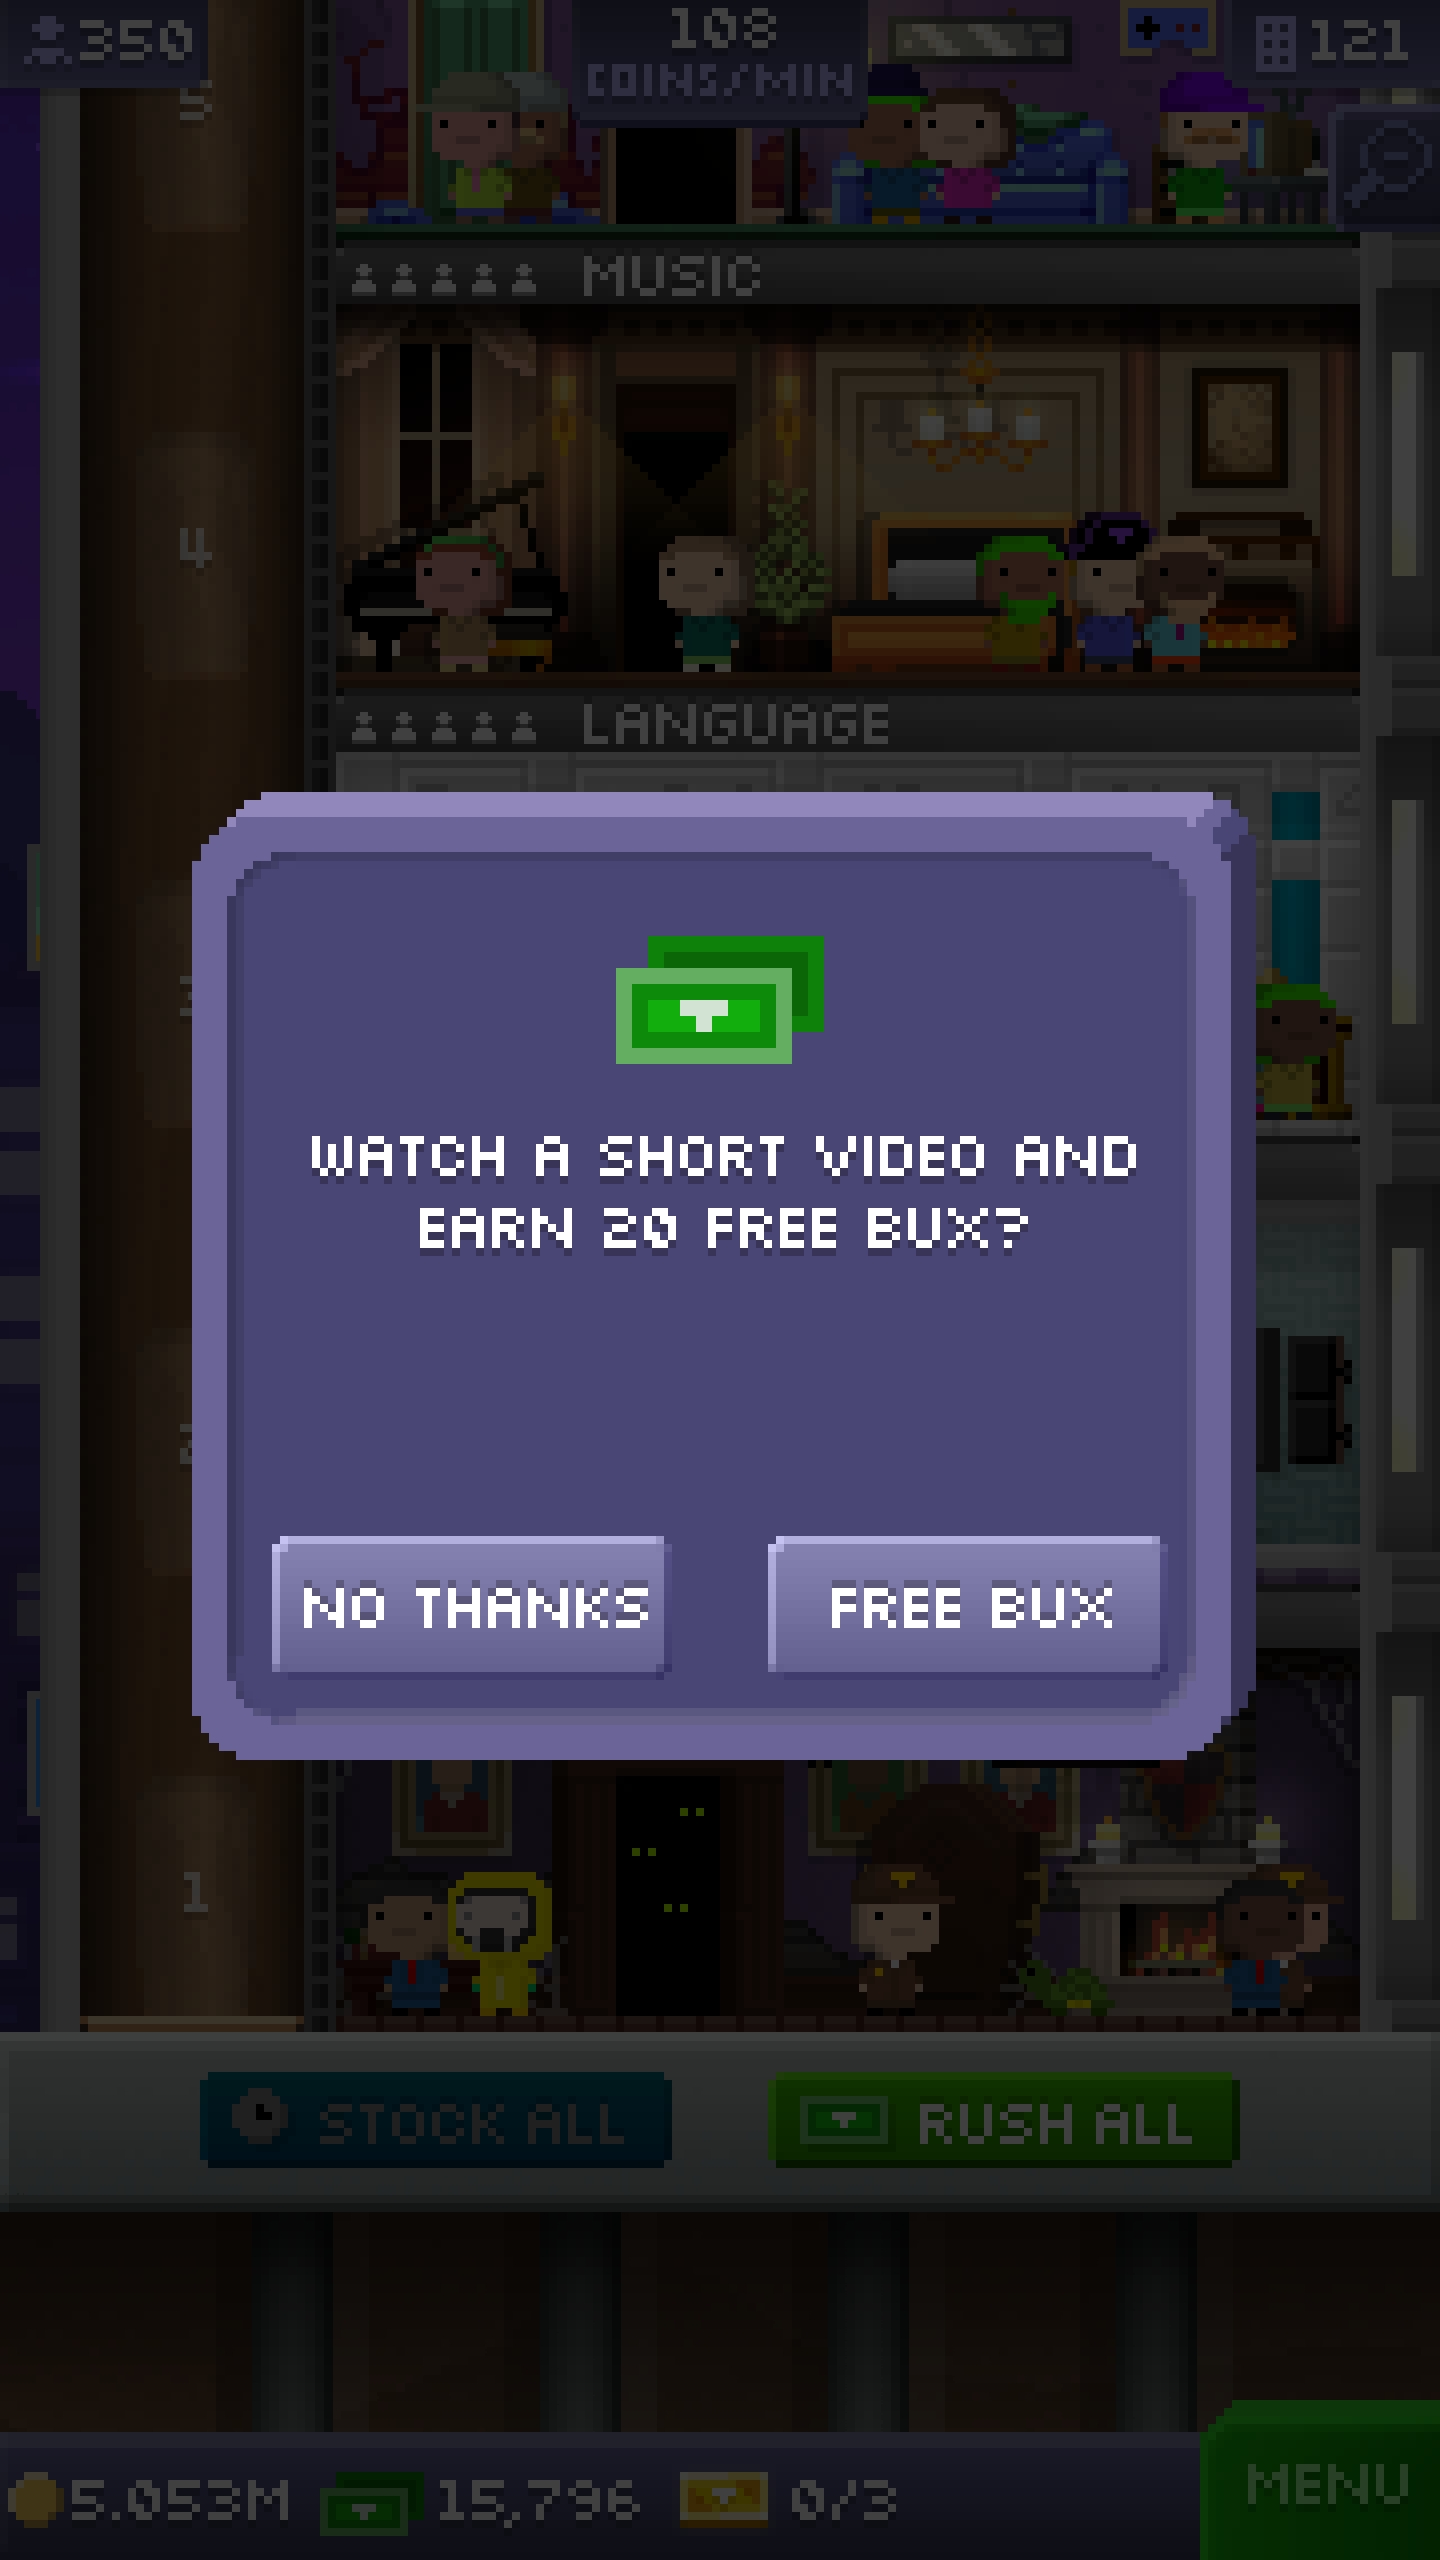 350
108
COINS/MIN
121
5
MUSIC
4
LANGUAGE
WATCH A SHORT VIDEO AND
EARN 20 FREE BUX?
NO THANKS
FREE BUX
1
STOCK ALL
RUSH ALL
5.053M
15,796
0/3
MENU